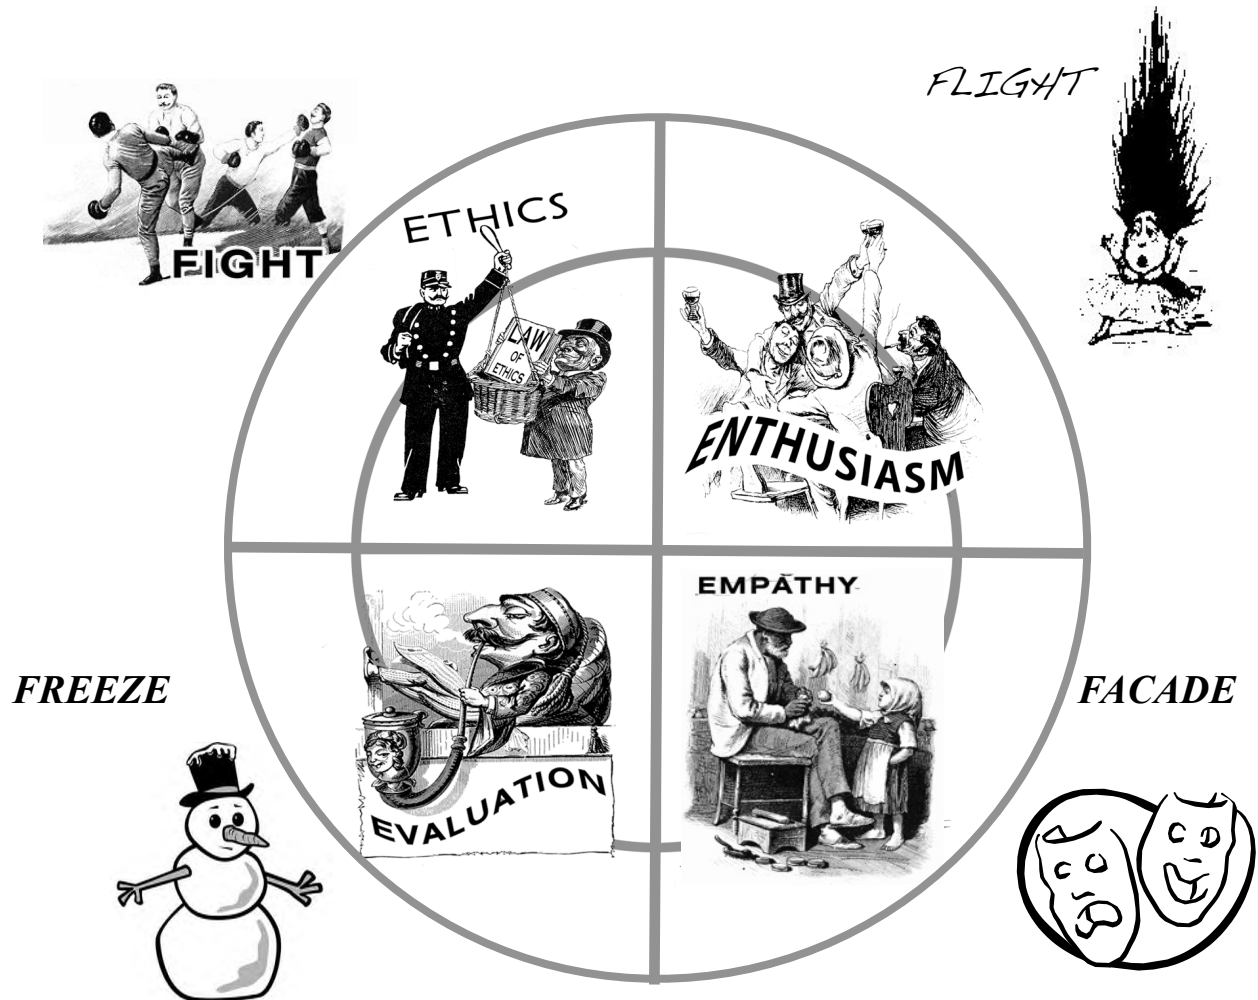 FLIGHT
FIGHT
ETHICS
LAW
OF
ETHICS
ENTHUSIASM
EMPATHY
FREEZE
FACADE
EVALUATION